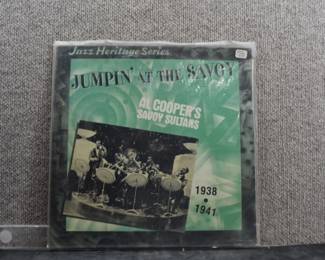 Jazz Heritage Series
JUMPIN' AT THE SAVOY
AL COOPER'S
SAVOY SULTANS
1938
•
1941